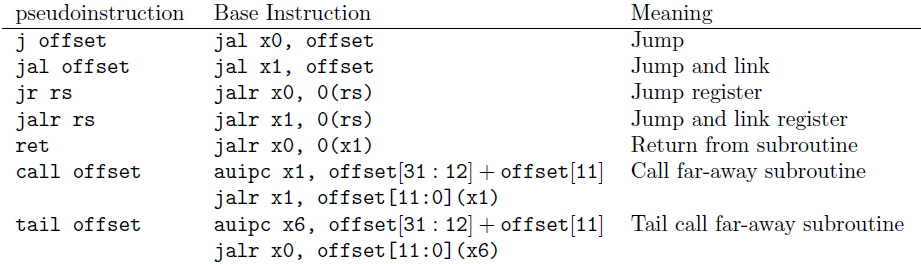 pseudoinstruction Base Instruction Meaning
j offset jal x0, offset Jump
jal offset jal x1, offset Jump and link
jr rs jalr x0, 0(rs) Jump register
jalr rs jalr x1, 0(rs) Jump and link register
ret jalr x0, 0(x1) Return from subroutine
call offset auipc x1, offset[31 : 12] + offset[11] Call far-away subroutine
jalr x1, offset[11:0](x1)
tail offset auipc x6, offset[31 : 12] + offset[11] Tail call far-away subroutine
jalr x0, offset[11:0](x6)